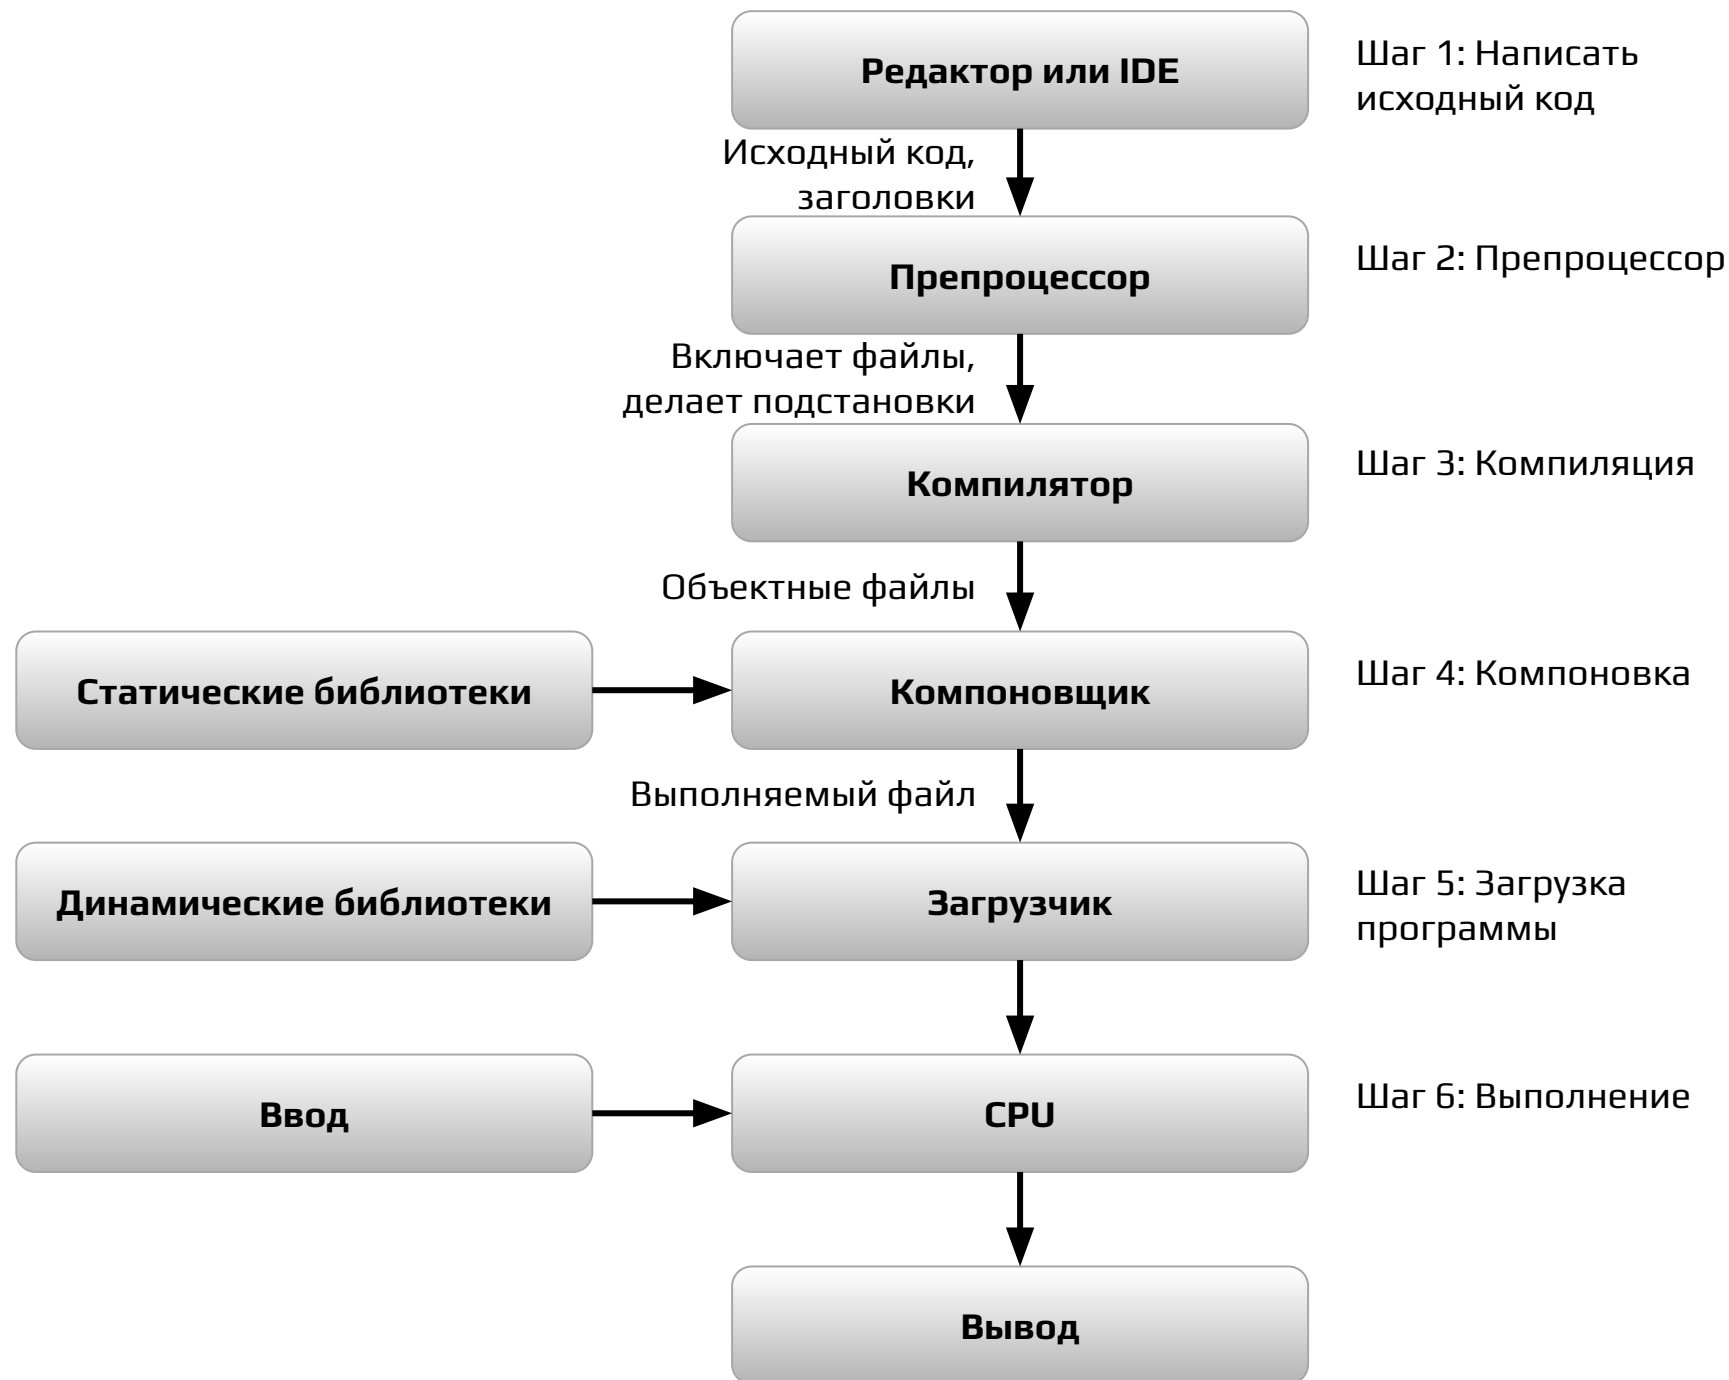 Редактор или IDE
Шаг 1: Написать
исходный код
Исходный код,
заголовки
Препроцессор
Шаг 2: Препроцессор
Включает файлы,
делает подстановки
Компилятор
Шаг 3: Компиляция
Объектные файлы
Статические библиотеки
Компоновщик
Шаг 4: Компоновка
Выполняемый файл
Динамические библиотеки
Загрузчик
Шаг 5: Загрузка
программы
Ввод
CPU
Шаг 6: Выполнение
Вывод